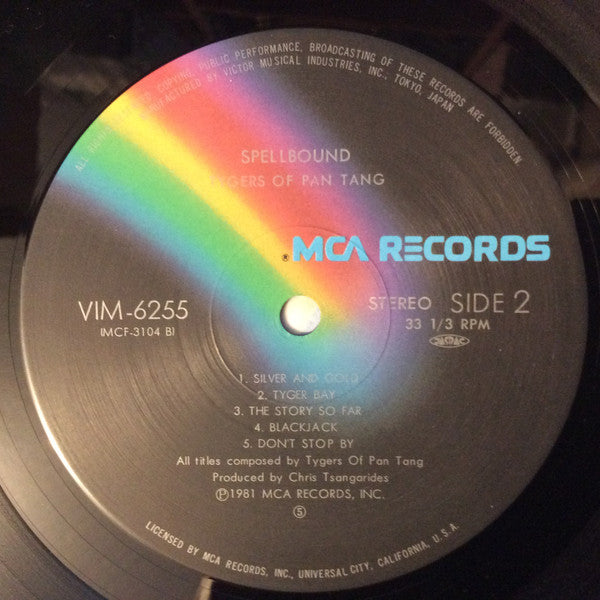 ALL RIGHTS RESERVED. COPYING, PUBLIC PERFORMANCE, BROADCASTING OF THESE RECORDS ARE FORBIDDEN
MANUFACTURED BY VICTOR MUSICAL INDUSTRIES, INC., TOKYO, JAPAN
SPELLBOUND
TYGERS OF PAN TANG
® MCA RECORDS
VIM-6255
(MCF-3104 B)
STEREO SIDE 2
33 1/3 RPM
1. SILVER AND GOLD
2. TYGER BAY
3. THE STORY SO FAR
4. BLACKJACK
5. DON'T STOP BY
All titles composed by Tygers Of Pan Tang
Produced by Chris Tsangarides
Ⓟ1981 MCA RECORDS, INC.
Ⓢ
LICENSED BY MCA RECORDS, INC., UNIVERSAL CITY, CALIFORNIA, U.S.A.